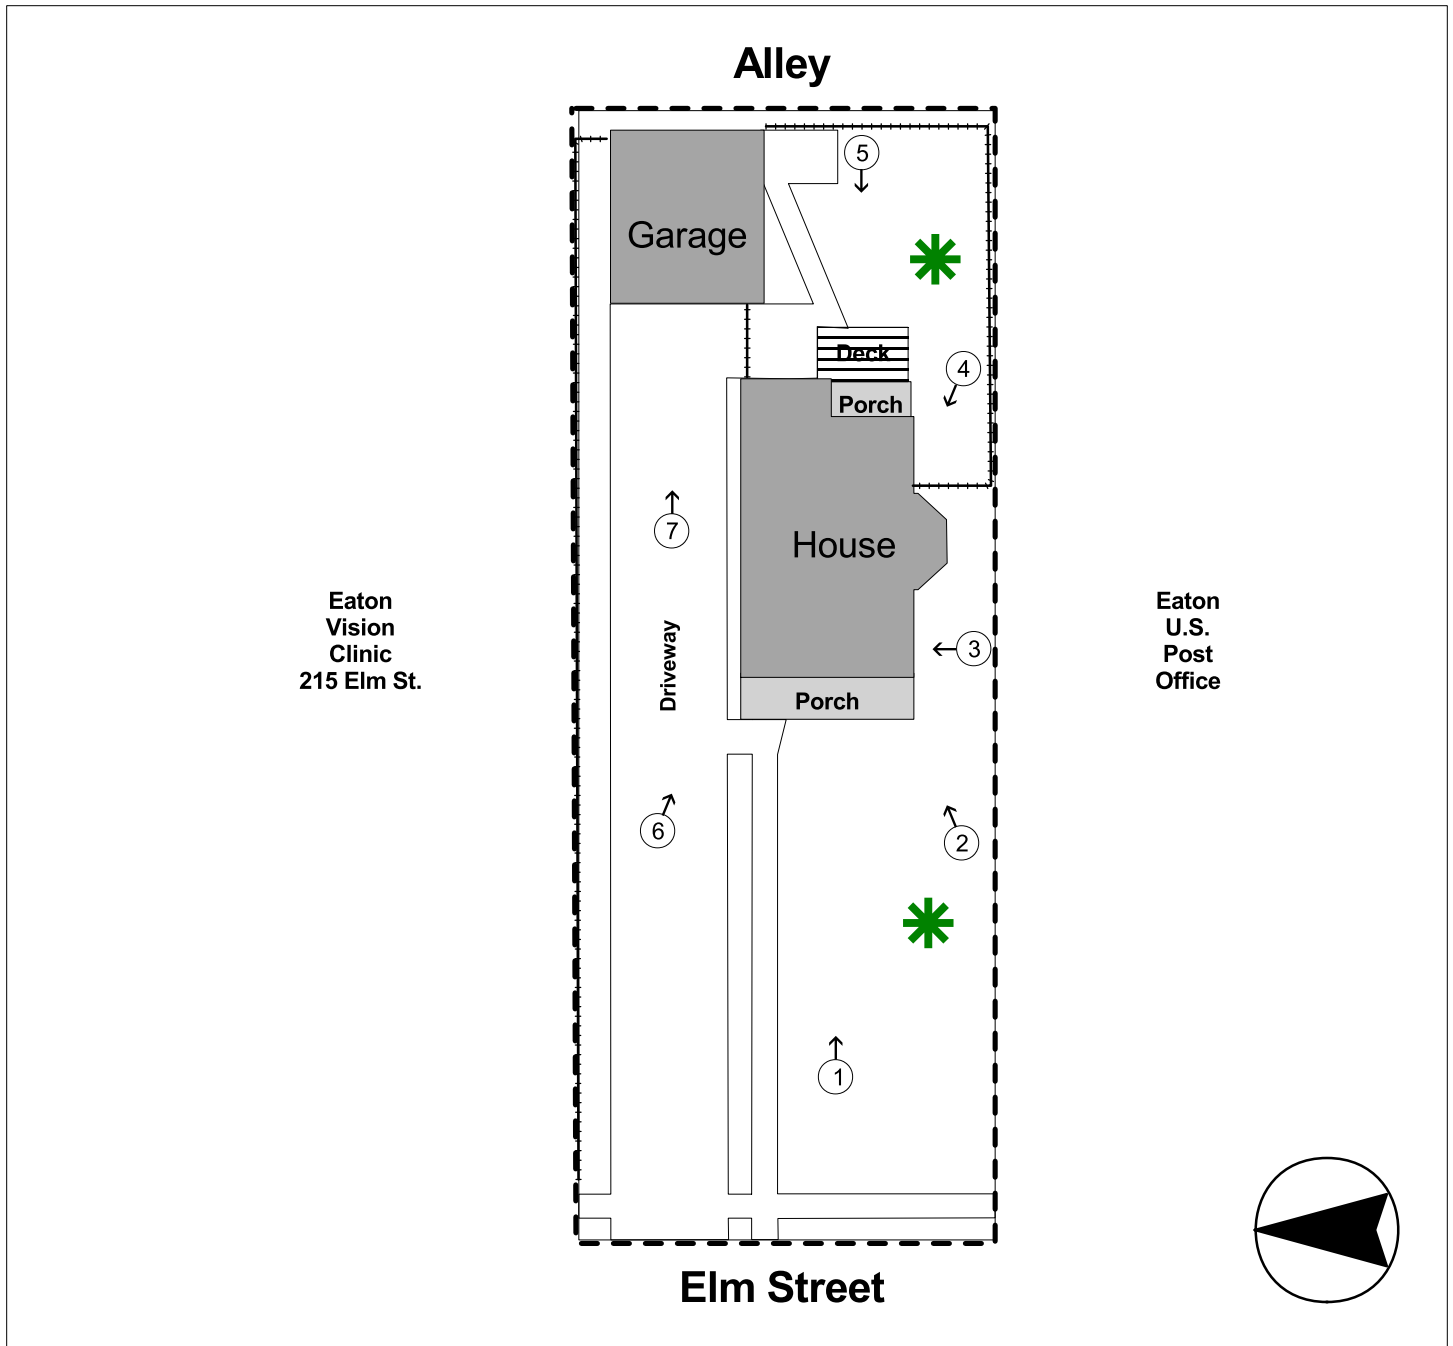 Alley
5
Garage
Deck
4
Porch
7
House
Eaton
Vision
Clinic
215 Elm St.
Driveway
3
Eaton
U.S.
Post
Office
Porch
6
2
1
Elm Street